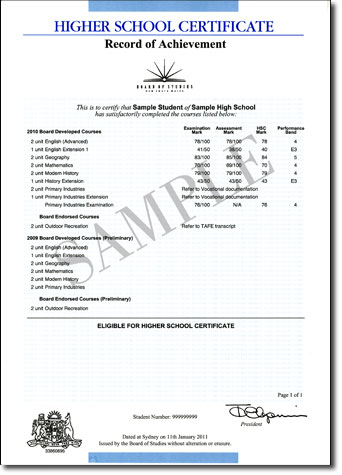 HIGHER SCHOOL CERTIFICATE
Record of Achievement
BOARD OF STUDIES
NEW SOUTH WALES
This is to certify that Sample Student of Sample High School
has satisfactorily completed the courses listed below:
2010 Board Developed Courses Examination Mark Assessment Mark HSC Mark Performance Band
2 unit English (Advanced) 78/100 78/100 78 4
1 unit English Extension 1 41/50 39/50 40 E3
2 unit Geography 83/100 85/100 84 5
2 unit Mathematics 70/100 69/100 70 4
2 unit Modern History 79/100 79/100 79 4
1 unit History Extension 43/50 43/50 43 E3
2 unit Primary Industries Refer to Vocational documentation
1 unit Primary Industries Extension Refer to Vocational documentation
Primary Industries Examination 76/100 N/A 76 4
Board Endorsed Courses
2 unit Outdoor Recreation Refer to TAFE transcript
2009 Board Developed Courses (Preliminary)
2 unit English (Advanced)
1 unit English Extension
2 unit Geography
2 unit Mathematics
2 unit Modern History
2 unit Primary Industries
Board Endorsed Courses (Preliminary)
2 unit Outdoor Recreation
SAMPLE
ELIGIBLE FOR HIGHER SCHOOL CERTIFICATE
Page 1 of 1
Student Number: 999999999
President
33860895
Dated at Sydney on 11th January 2011
Issued by the Board of Studies without alteration or erasure.